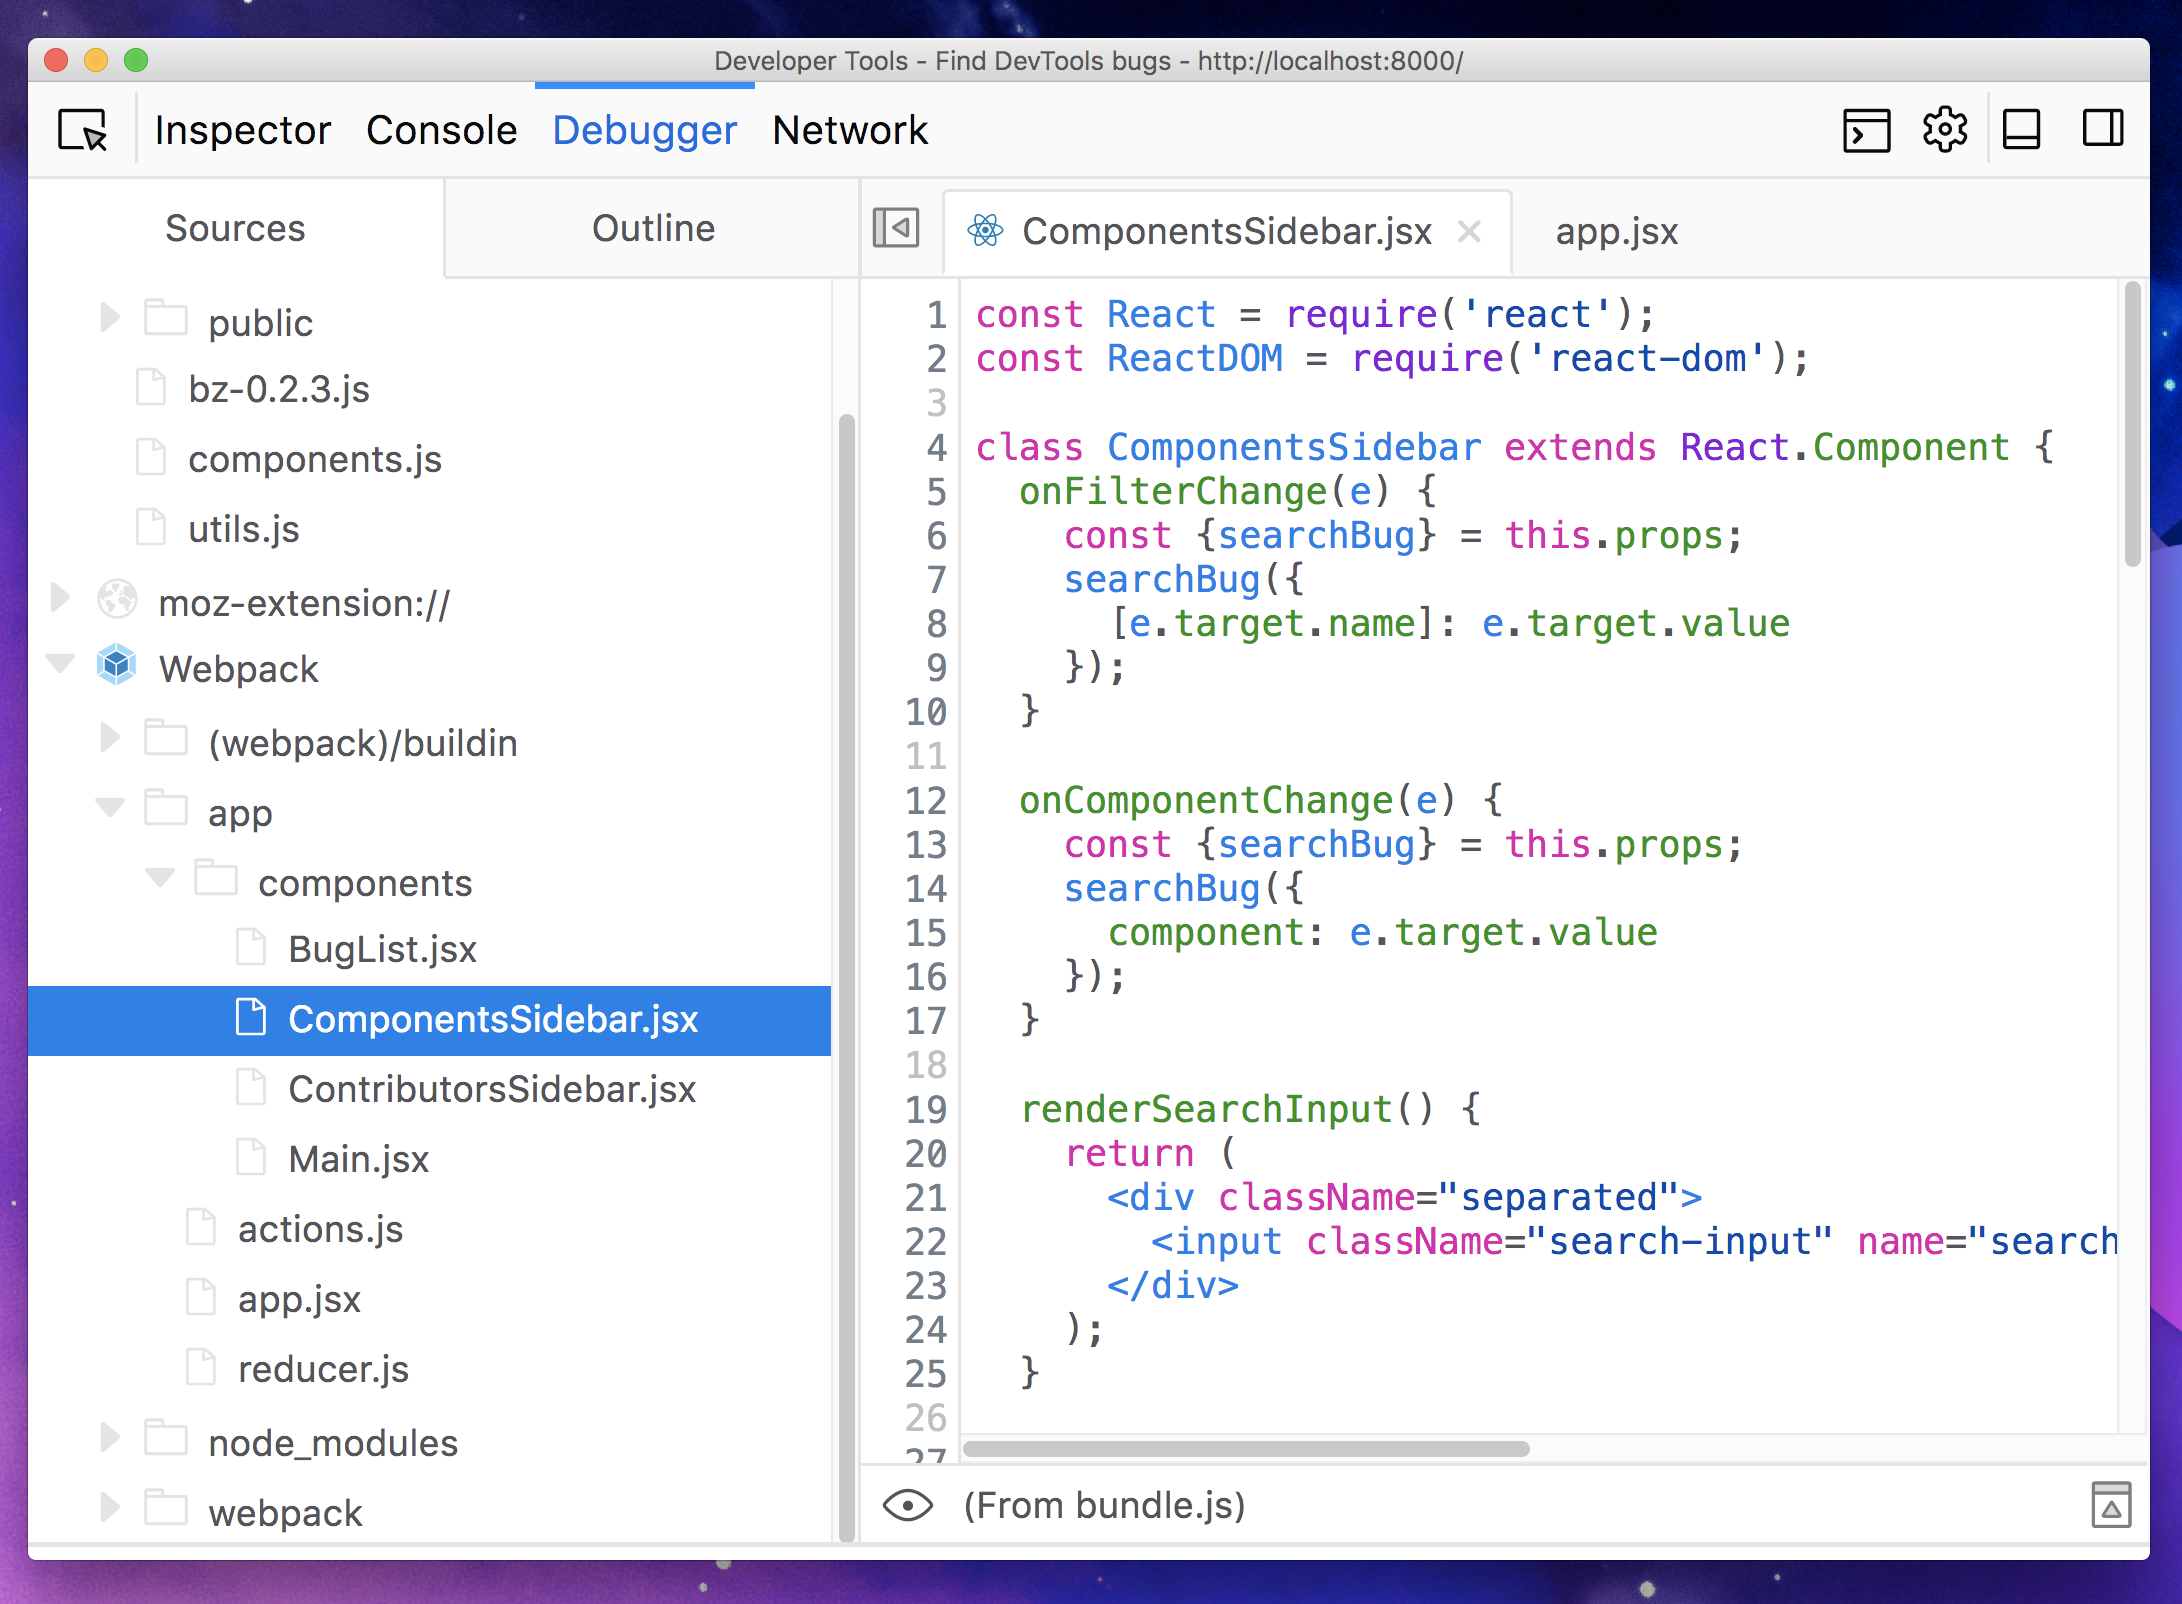 Developer Tools - Find DevTools bugs - http://localhost:8000/
Inspector Console Debugger Network
Sources Outline
public
bz-0.2.3.js
components.js
utils.js
moz-extension://
Webpack
(webpack)/buildin
app
components
BugList.jsx
ComponentsSidebar.jsx
ContributorsSidebar.jsx
Main.jsx
actions.js
app.jsx
reducer.js
node_modules
webpack
ComponentsSidebar.jsx app.jsx
1 const React = require('react');
2 const ReactDOM = require('react-dom');
3
4 class ComponentsSidebar extends React.Component {
5 onFilterChange(e) {
6 const {searchBug} = this.props;
7 searchBug({
8 [e.target.name]: e.target.value
9 });
10 }
11
12 onComponentChange(e) {
13 const {searchBug} = this.props;
14 searchBug({
15 component: e.target.value
16 });
17 }
18
19 renderSearchInput() {
20 return (
21 <div className="separated">
22 <input className="search-input" name="search
23 </div>
24 );
25 }
26
27
(From bundle.js)